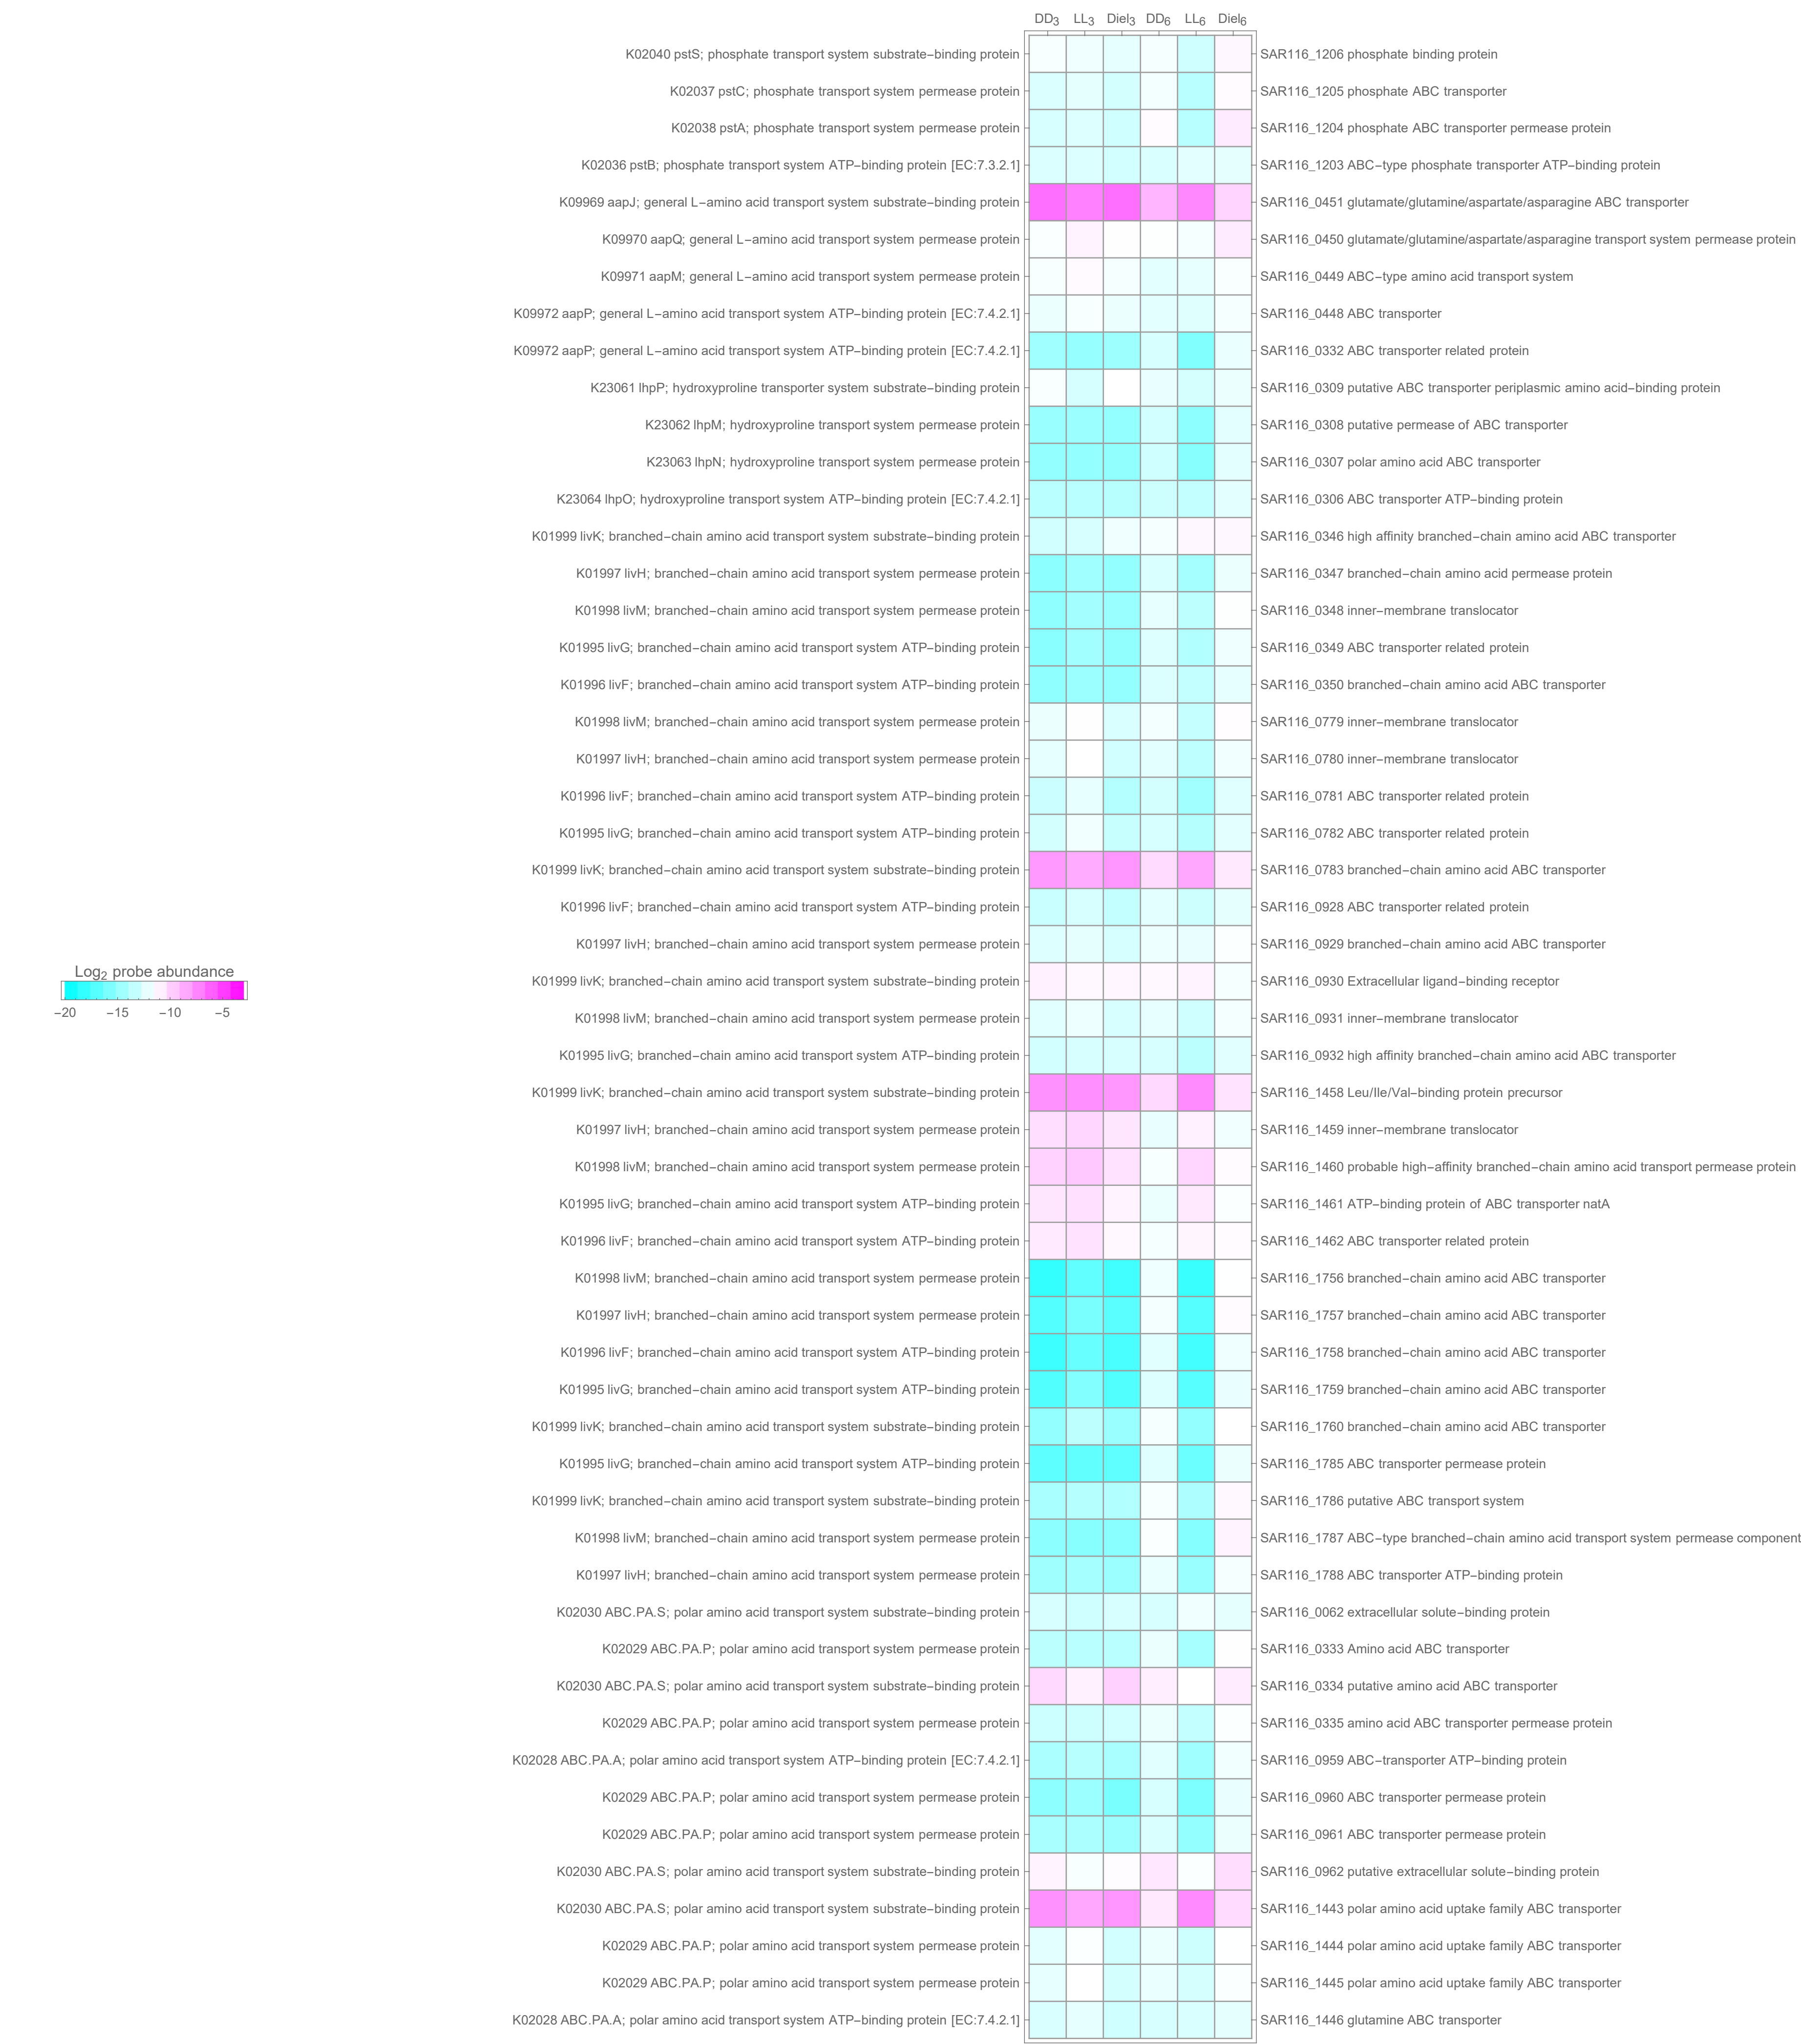 DD3 LL3 Diel3 DD6 LL6 Diel6
K02040 pstS; phosphate transport system substrate−binding protein SAR116_1206 phosphate binding protein
K02037 pstC; phosphate transport system permease protein SAR116_1205 phosphate ABC transporter
K02038 pstA; phosphate transport system permease protein SAR116_1204 phosphate ABC transporter permease protein
K02036 pstB; phosphate transport system ATP−binding protein [EC:7.3.2.1] SAR116_1203 ABC−type phosphate transporter ATP−binding protein
K09969 aapJ; general L−amino acid transport system substrate−binding protein SAR116_0451 glutamate/glutamine/aspartate/asparagine ABC transporter
K09970 aapQ; general L−amino acid transport system permease protein SAR116_0450 glutamate/glutamine/aspartate/asparagine transport system permease protein
K09971 aapM; general L−amino acid transport system permease protein SAR116_0449 ABC−type amino acid transport system
K09972 aapP; general L−amino acid transport system ATP−binding protein [EC:7.4.2.1] SAR116_0448 ABC transporter
K09972 aapP; general L−amino acid transport system ATP−binding protein [EC:7.4.2.1] SAR116_0332 ABC transporter related protein
K23061 lhpP; hydroxyproline transporter system substrate−binding protein SAR116_0309 putative ABC transporter periplasmic amino acid−binding protein
K23062 lhpM; hydroxyproline transport system permease protein SAR116_0308 putative permease of ABC transporter
K23063 lhpN; hydroxyproline transport system permease protein SAR116_0307 polar amino acid ABC transporter
K23064 lhpO; hydroxyproline transport system ATP−binding protein [EC:7.4.2.1] SAR116_0306 ABC transporter ATP−binding protein
K01999 livK; branched−chain amino acid transport system substrate−binding protein SAR116_0346 high affinity branched−chain amino acid ABC transporter
K01997 livH; branched−chain amino acid transport system permease protein SAR116_0347 branched−chain amino acid permease protein
K01998 livM; branched−chain amino acid transport system permease protein SAR116_0348 inner−membrane translocator
K01995 livG; branched−chain amino acid transport system ATP−binding protein SAR116_0349 ABC transporter related protein
K01996 livF; branched−chain amino acid transport system ATP−binding protein SAR116_0350 branched−chain amino acid ABC transporter
K01998 livM; branched−chain amino acid transport system permease protein SAR116_0779 inner−membrane translocator
K01997 livH; branched−chain amino acid transport system permease protein SAR116_0780 inner−membrane translocator
K01996 livF; branched−chain amino acid transport system ATP−binding protein SAR116_0781 ABC transporter related protein
K01995 livG; branched−chain amino acid transport system ATP−binding protein SAR116_0782 ABC transporter related protein
K01999 livK; branched−chain amino acid transport system substrate−binding protein SAR116_0783 branched−chain amino acid ABC transporter
K01996 livF; branched−chain amino acid transport system ATP−binding protein SAR116_0928 ABC transporter related protein
K01997 livH; branched−chain amino acid transport system permease protein SAR116_0929 branched−chain amino acid ABC transporter
Log2 probe abundance
−20 −15 −10 −5
K01999 livK; branched−chain amino acid transport system substrate−binding protein SAR116_0930 Extracellular ligand−binding receptor
K01998 livM; branched−chain amino acid transport system permease protein SAR116_0931 inner−membrane translocator
K01995 livG; branched−chain amino acid transport system ATP−binding protein SAR116_0932 high affinity branched−chain amino acid ABC transporter
K01999 livK; branched−chain amino acid transport system substrate−binding protein SAR116_1458 Leu/Ile/Val−binding protein precursor
K01997 livH; branched−chain amino acid transport system permease protein SAR116_1459 inner−membrane translocator
K01998 livM; branched−chain amino acid transport system permease protein SAR116_1460 probable high−affinity branched−chain amino acid transport permease protein
K01995 livG; branched−chain amino acid transport system ATP−binding protein SAR116_1461 ATP−binding protein of ABC transporter natA
K01996 livF; branched−chain amino acid transport system ATP−binding protein SAR116_1462 ABC transporter related protein
K01998 livM; branched−chain amino acid transport system permease protein SAR116_1756 branched−chain amino acid ABC transporter
K01997 livH; branched−chain amino acid transport system permease protein SAR116_1757 branched−chain amino acid ABC transporter
K01996 livF; branched−chain amino acid transport system ATP−binding protein SAR116_1758 branched−chain amino acid ABC transporter
K01995 livG; branched−chain amino acid transport system ATP−binding protein SAR116_1759 branched−chain amino acid ABC transporter
K01999 livK; branched−chain amino acid transport system substrate−binding protein SAR116_1760 branched−chain amino acid ABC transporter
K01995 livG; branched−chain amino acid transport system ATP−binding protein SAR116_1785 ABC transporter permease protein
K01999 livK; branched−chain amino acid transport system substrate−binding protein SAR116_1786 putative ABC transport system
K01998 livM; branched−chain amino acid transport system permease protein SAR116_1787 ABC−type branched−chain amino acid transport system permease component
K01997 livH; branched−chain amino acid transport system permease protein SAR116_1788 ABC transporter ATP−binding protein
K02030 ABC.PA.S; polar amino acid transport system substrate−binding protein SAR116_0062 extracellular solute−binding protein
K02029 ABC.PA.P; polar amino acid transport system permease protein SAR116_0333 Amino acid ABC transporter
K02030 ABC.PA.S; polar amino acid transport system substrate−binding protein SAR116_0334 putative amino acid ABC transporter
K02029 ABC.PA.P; polar amino acid transport system permease protein SAR116_0335 amino acid ABC transporter permease protein
K02028 ABC.PA.A; polar amino acid transport system ATP−binding protein [EC:7.4.2.1] SAR116_0959 ABC−transporter ATP−binding protein
K02029 ABC.PA.P; polar amino acid transport system permease protein SAR116_0960 ABC transporter permease protein
K02029 ABC.PA.P; polar amino acid transport system permease protein SAR116_0961 ABC transporter permease protein
K02030 ABC.PA.S; polar amino acid transport system substrate−binding protein SAR116_0962 putative extracellular solute−binding protein
K02030 ABC.PA.S; polar amino acid transport system substrate−binding protein SAR116_1443 polar amino acid uptake family ABC transporter
K02029 ABC.PA.P; polar amino acid transport system permease protein SAR116_1444 polar amino acid uptake family ABC transporter
K02029 ABC.PA.P; polar amino acid transport system permease protein SAR116_1445 polar amino acid uptake family ABC transporter
K02028 ABC.PA.A; polar amino acid transport system ATP−binding protein [EC:7.4.2.1] SAR116_1446 glutamine ABC transporter